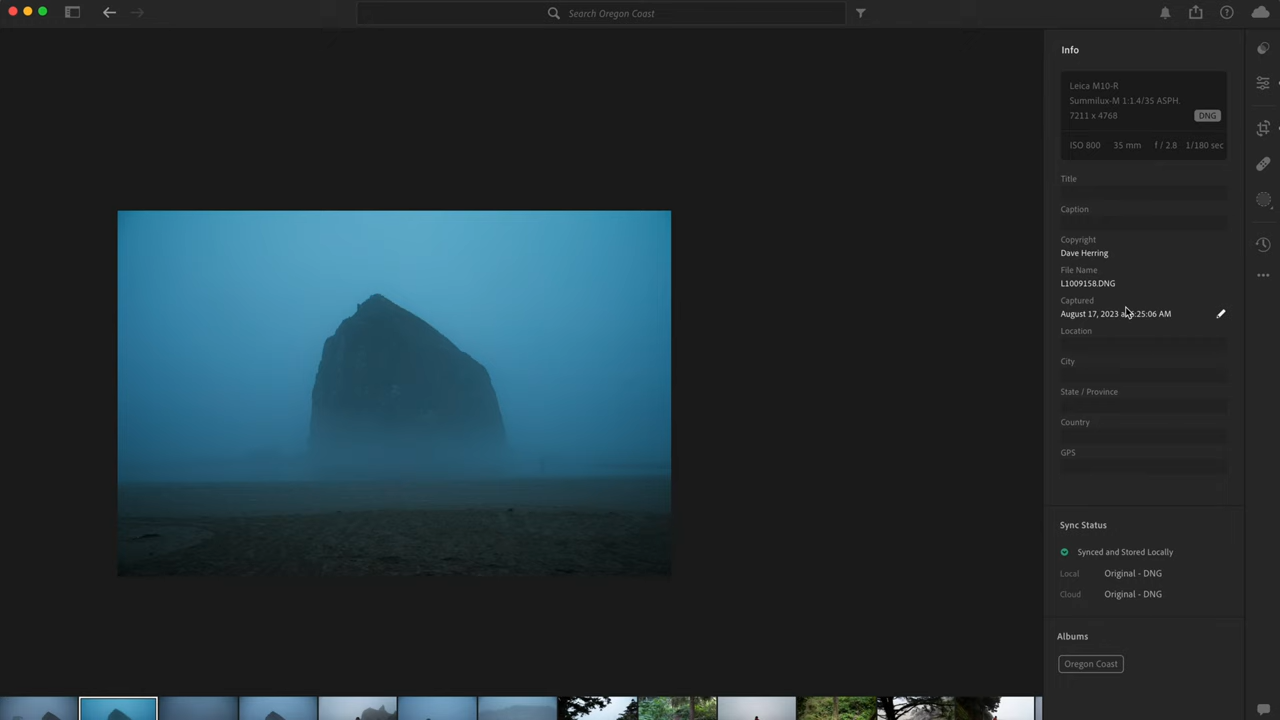 Search Oregon Coast
Info
Leica M10-R
Summilux-M 1:1.4/35 ASPH.
7211 x 4768 DNG
ISO 800 35 mm f / 2.8 1/180 sec
Title
Caption
Copyright
Dave Herring
File Name
L1009158.DNG
Captured
August 17, 2023 :25:06 AM
Location
City
State / Province
Country
GPS
Sync Status
Synced and Stored Locally
Local Original - DNG
Cloud Original - DNG
Albums
Oregon Coast